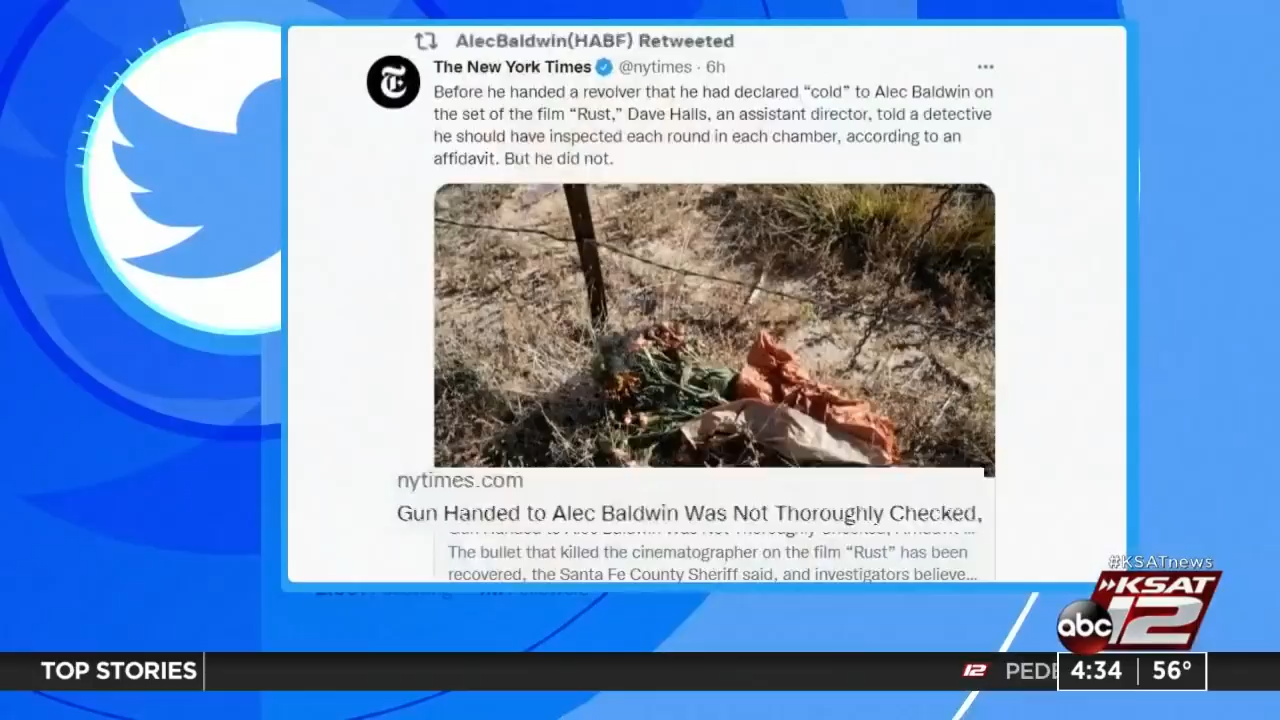 AlecBaldwin(HABF) Retweeted
The New York Times @nytimes · 6h
Before he handed a revolver that he had declared “cold” to Alec Baldwin on
the set of the film “Rust,” Dave Halls, an assistant director, told a detective
he should have inspected each round in each chamber, according to an
affidavit. But he did not.
nytimes.com
Gun Handed to Alec Baldwin Was Not Thoroughly Checked,
The bullet that killed the cinematographer on the film “Rust” has been
recovered, the Santa Fe County Sheriff said, and investigators believe...
#KSATnews
KSAT
abc 12
TOP STORIES
12 PEDE
4:34 56°